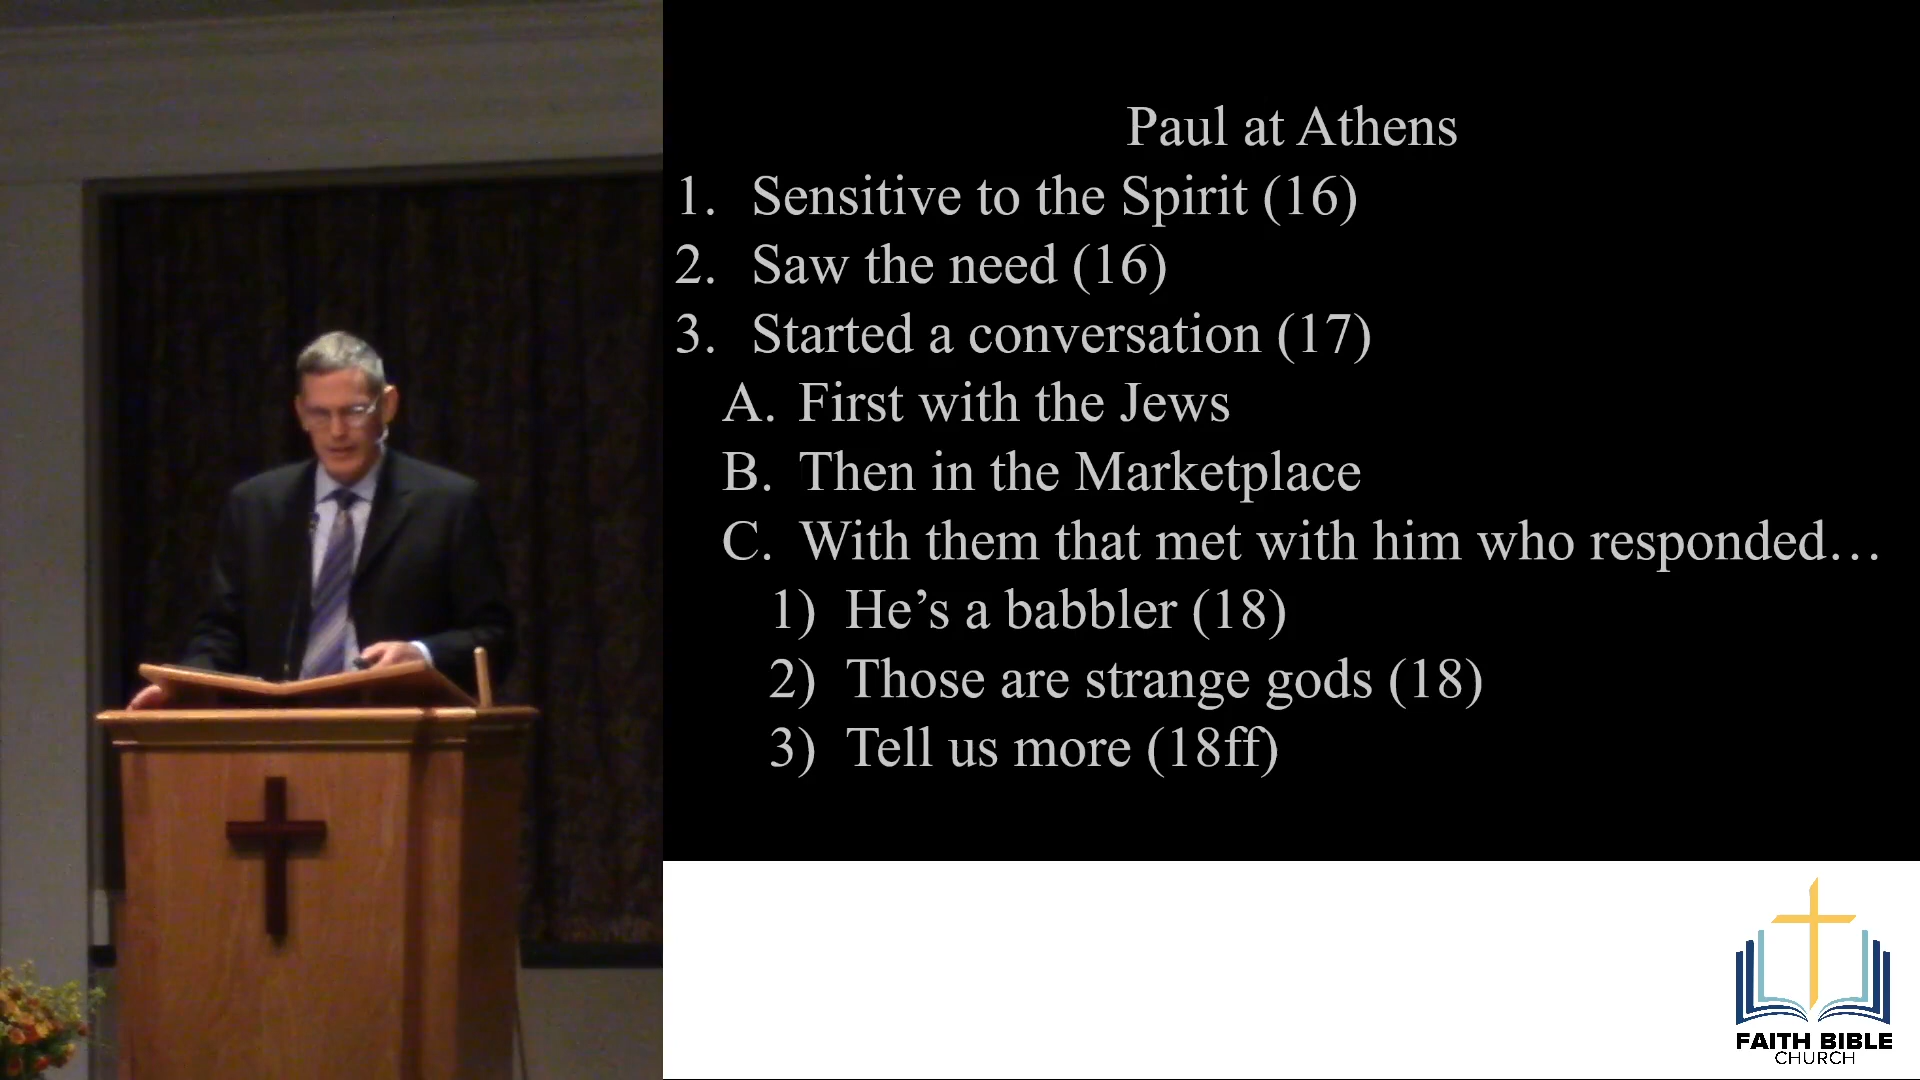 Paul at Athens
1. Sensitive to the Spirit (16)
2. Saw the need (16)
3. Started a conversation (17)
A. First with the Jews
B. Then in the Marketplace
C. With them that met with him who responded…
1) He’s a babbler (18)
2) Those are strange gods (18)
3) Tell us more (18ff)
FAITH BIBLE
CHURCH